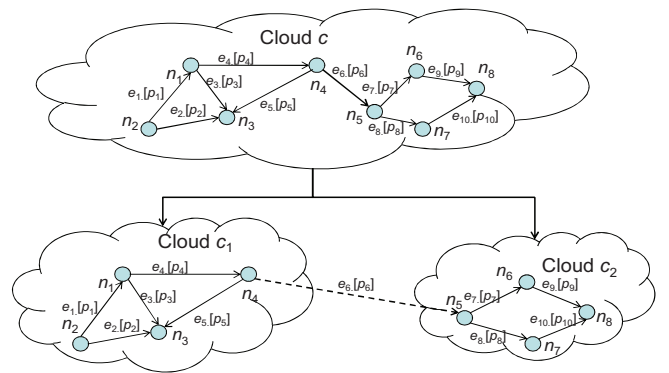 Cloud c
n1
n2
n3
n4
n5
n6
n7
n8
e1.[p1]
e2.[p2]
e3.[p3]
e4.[p4]
e5.[p5]
e6.[p6]
e7.[p7]
e8.[p8]
e9.[p9]
e10.[p10]
Cloud c1
n1
n2
n3
n4
e1.[p1]
e2.[p2]
e3.[p3]
e4.[p4]
e5.[p5]
e6.[p6]
Cloud c2
n5
n6
n7
n8
e7.[p7]
e8.[p8]
e9.[p9]
e10.[p10]